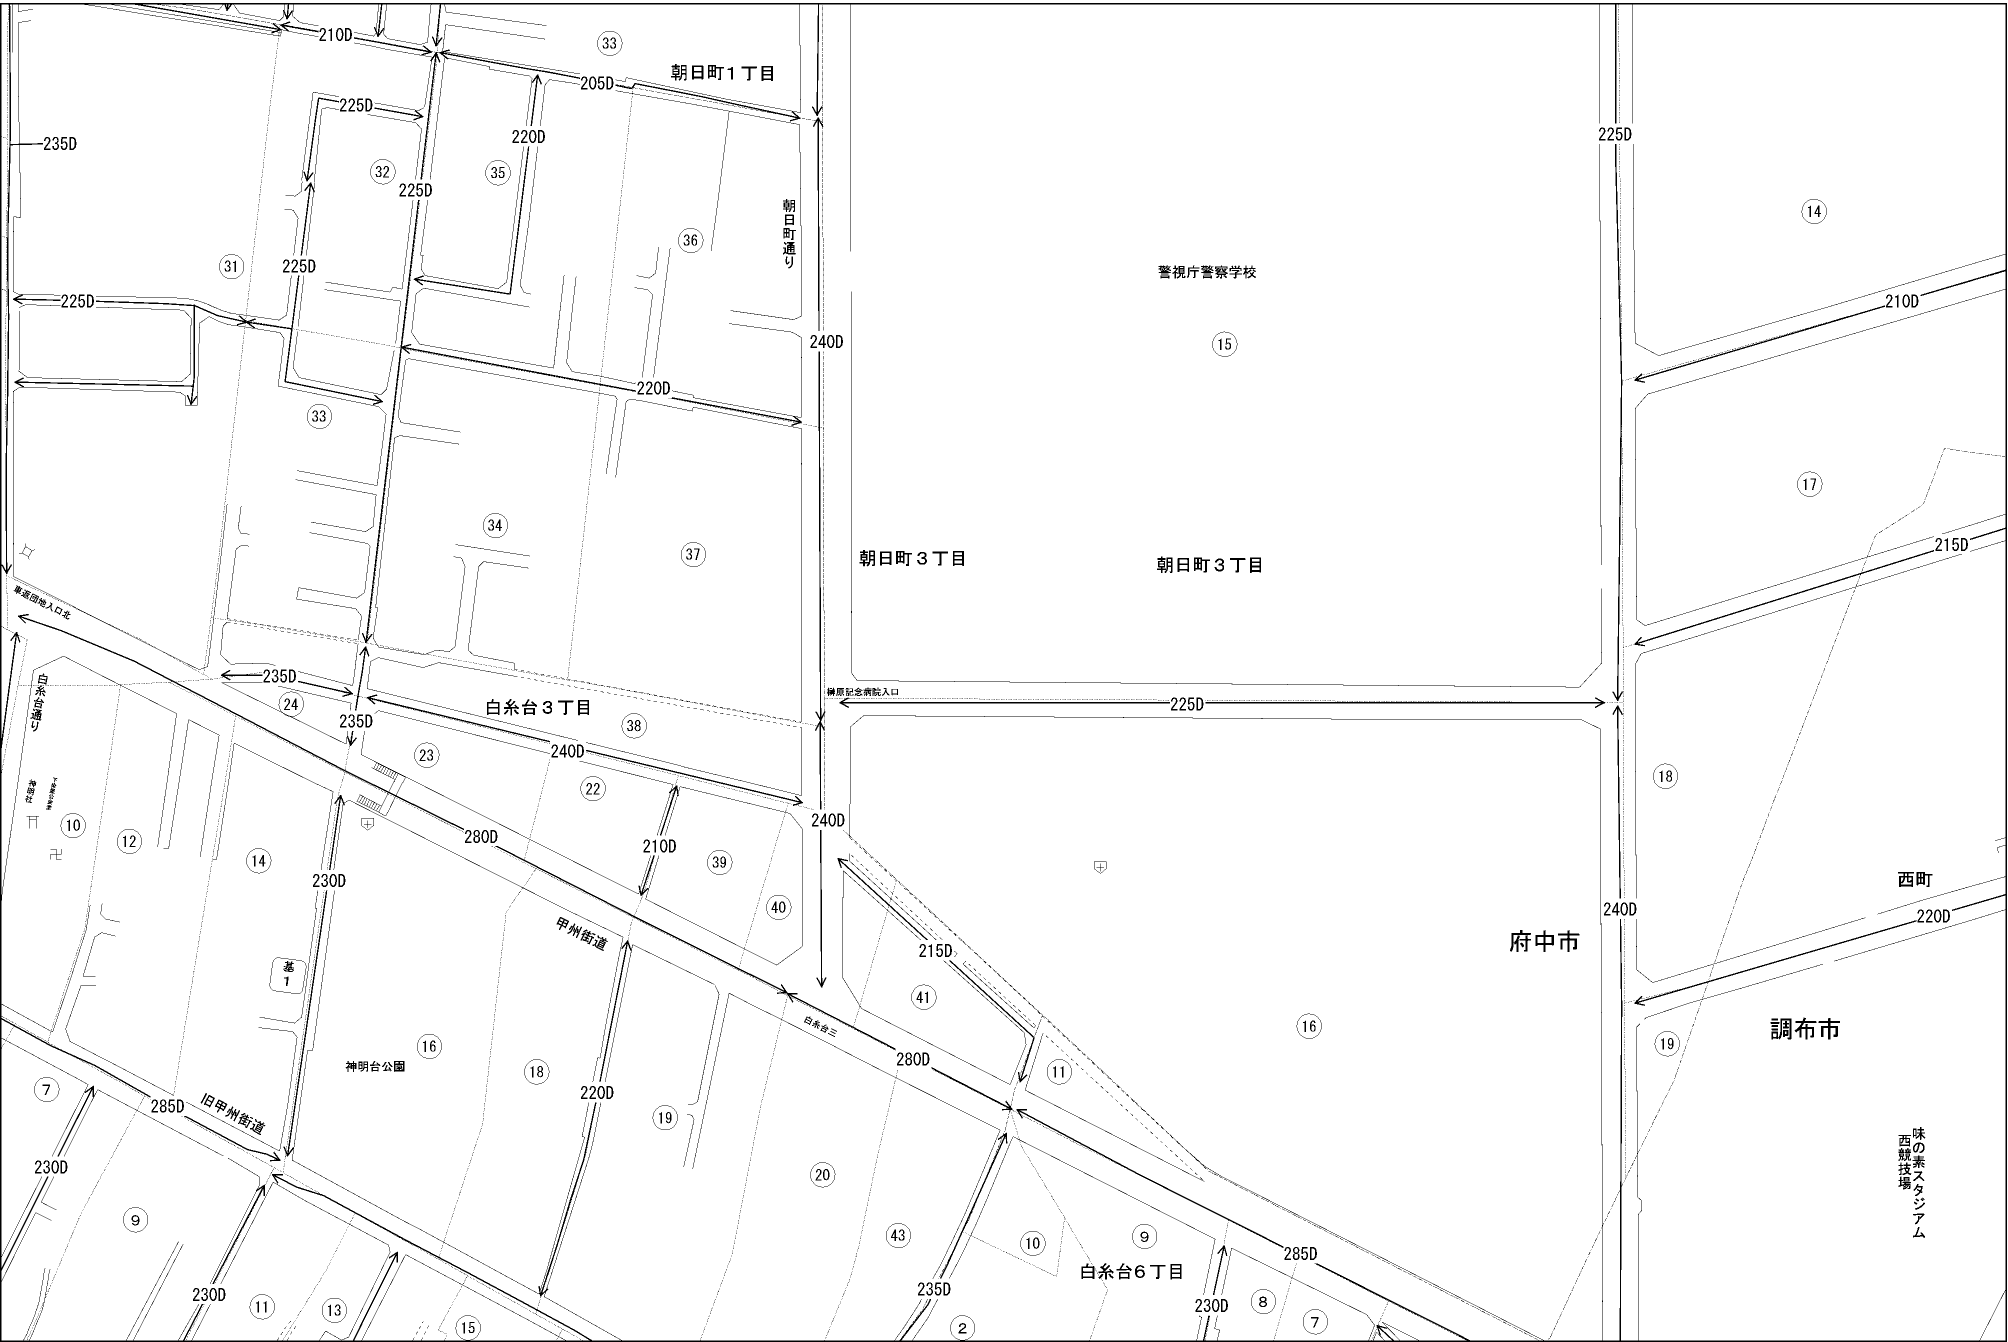 210D
33
朝日町1丁目
205D
225D
235D
220D
225D
32
35
225D
14
朝日町通り
36
31
225D
警視庁警察学校
225D
210D
240D
15
220D
33
17
34
37
朝日町3丁目
朝日町3丁目
215D
車返団地入口北
235D
榊原記念病院入口
24
白糸台通り
235D
白糸台3丁目
38
225D
23
240D
22
18
神明社
10
12
14
280D
210D
39
240D
230D
西町
40
240D
220D
甲州街道
215D
府中市
基
1
41
白糸台三
16
調布市
19
16
神明台公園
280D
11
18
7
285D
旧甲州街道
220D
19
230D
20
味の素スタジアム
西競技場
9
43
10
9
285D
白糸台6丁目
230D
11
13
235D
230D
8
7
15
2